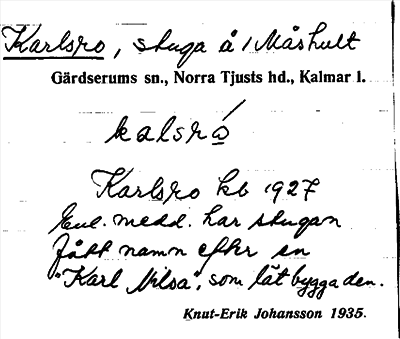 Karlsro, stuga å 1 Måshult
Gärdserums sn., Norra Tjusts hd., Kalmar l.
kalsró
Karlsro kb 1927
Enl. medd. har stugan
fått namn efter en
"Karl Nilsa", som lät bygga den.
Knut-Erik Johansson 1935.